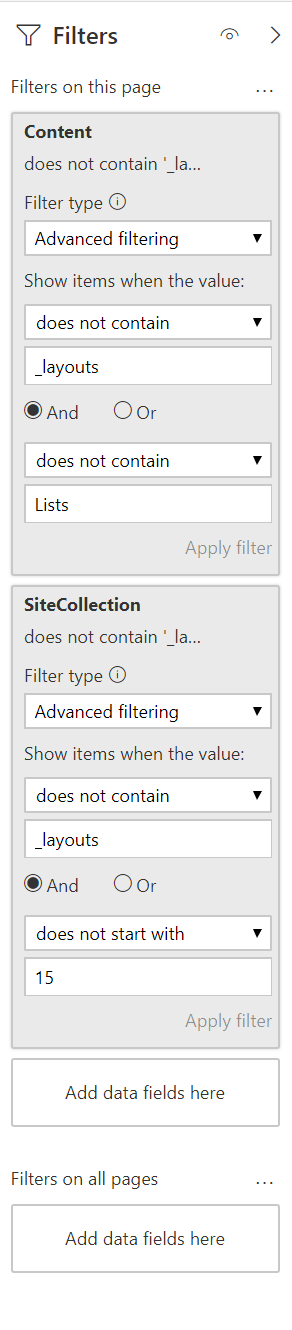 Filters
Filters on this page
...
Content
does not contain '_la...
Filter type
Advanced filtering
Show items when the value:
does not contain
_layouts
And Or
does not contain
Lists
Apply filter
SiteCollection
does not contain '_la...
Filter type
Advanced filtering
Show items when the value:
does not contain
_layouts
And Or
does not start with
15
Apply filter
Add data fields here
Filters on all pages
...
Add data fields here